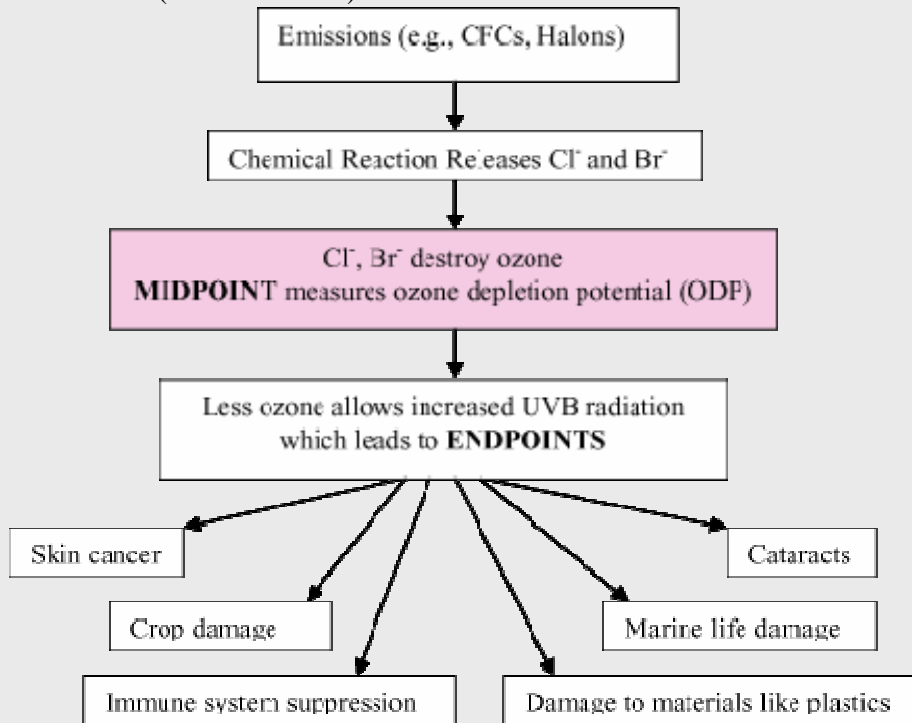 Emissions (e.g., CFCs, Halons)
Chemical Reaction Releases Cl⁻ and Br⁻
Cl⁻, Br⁻ destroy ozone
MIDPOINT measures ozone depletion potential (ODP)
Less ozone allows increased UVB radiation
which leads to ENDPOINTS
Skin cancer
Cataracts
Crop damage
Marine life damage
Immune system suppression
Damage to materials like plastics